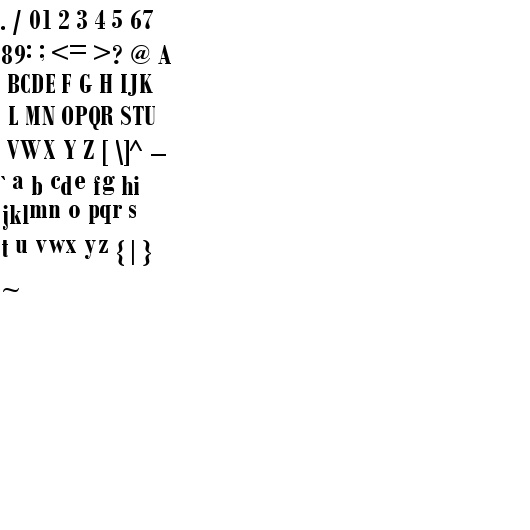 . / 01 2 3 4 5 67
89: ; <= >? @ A
BCDE F G H IJK
L MN OPQR STU
VWX Y Z [ \]^ _
` a b cde fg hi
jklmn o pqr s
t u vwx yz { | }
~